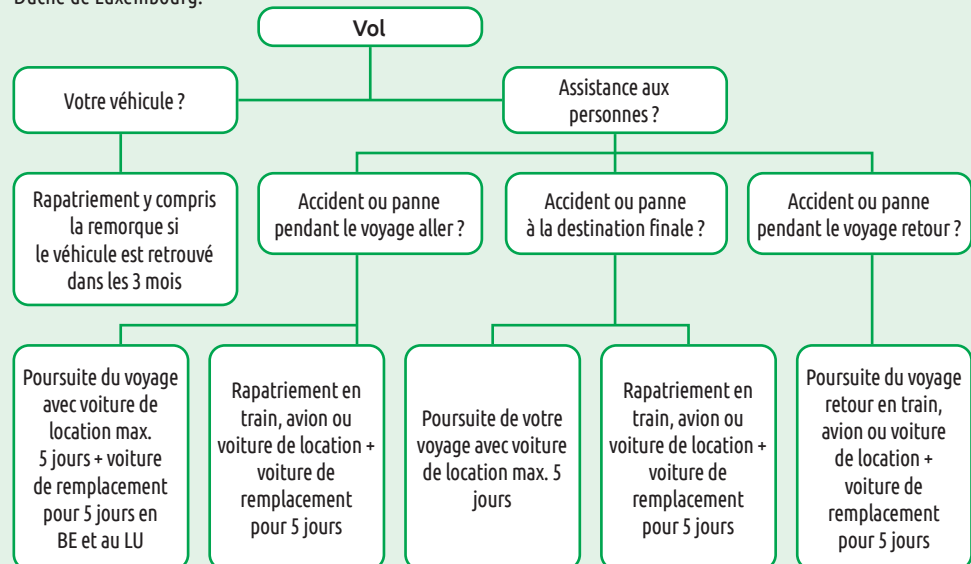 Duché de Luxembourg.
Vol
Votre véhicule ?
Assistance aux
personnes ?
Rapatriement y compris
la remorque si
le véhicule est retrouvé
dans les 3 mois
Accident ou panne
pendant le voyage aller ?
Accident ou panne
à la destination finale ?
Accident ou panne
pendant le voyage retour ?
Poursuite du voyage
avec voiture de
location max.
5 jours + voiture
de remplacement
pour 5 jours en
BE et au LU
Rapatriement en
train, avion ou
voiture de location +
voiture de
remplacement
pour 5 jours
Poursuite de votre
voyage avec voiture
de location max. 5
jours
Rapatriement en
train, avion ou
voiture de location +
voiture de
remplacement
pour 5 jours
Poursuite du voyage
retour en train,
avion ou voiture
de location +
voiture de
remplacement
pour 5 jours